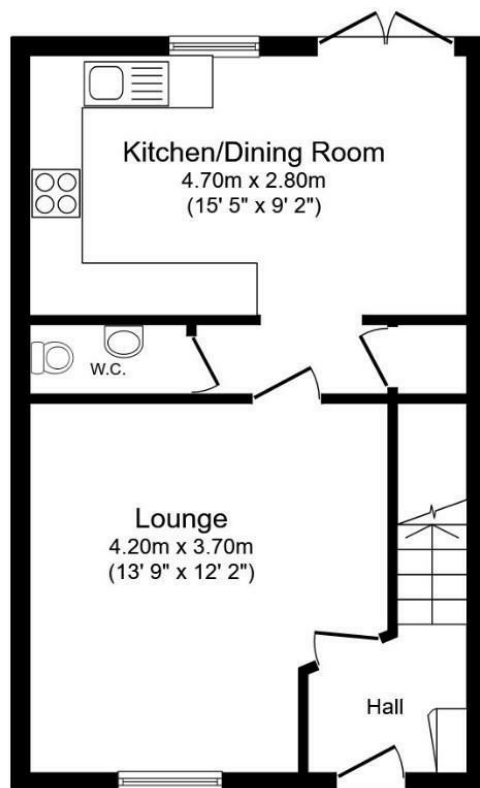 Kitchen/Dining Room
4.70m x 2.80m
(15' 5" x 9' 2")
W.C.
Lounge
4.20m x 3.70m
(13' 9" x 12' 2")
Hall